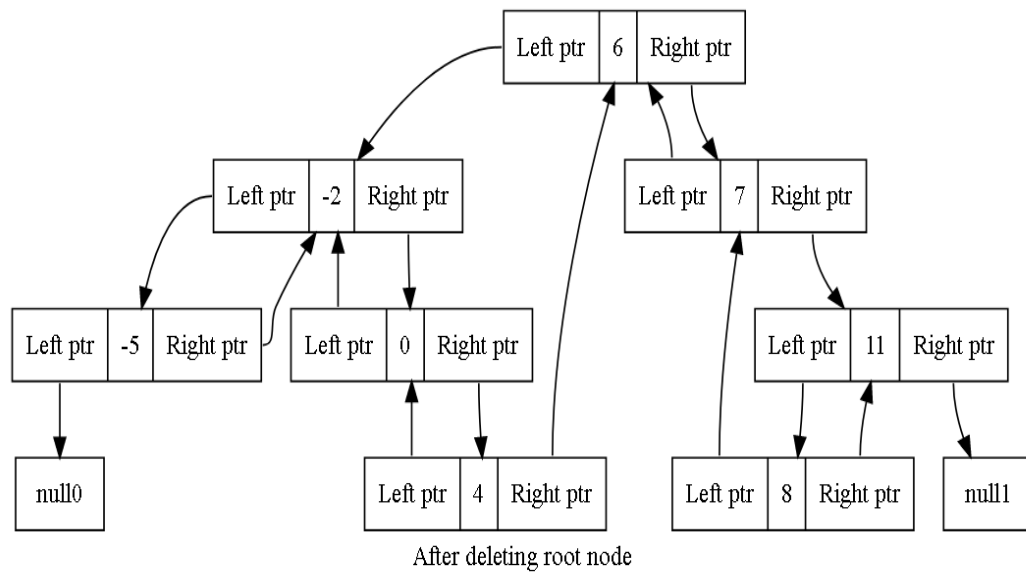 Left ptr 6 Right ptr
Left ptr -2 Right ptr
Left ptr 7 Right ptr
Left ptr -5 Right ptr
Left ptr 0 Right ptr
Left ptr 11 Right ptr
null0
Left ptr 4 Right ptr
Left ptr 8 Right ptr
null1
After deleting root node